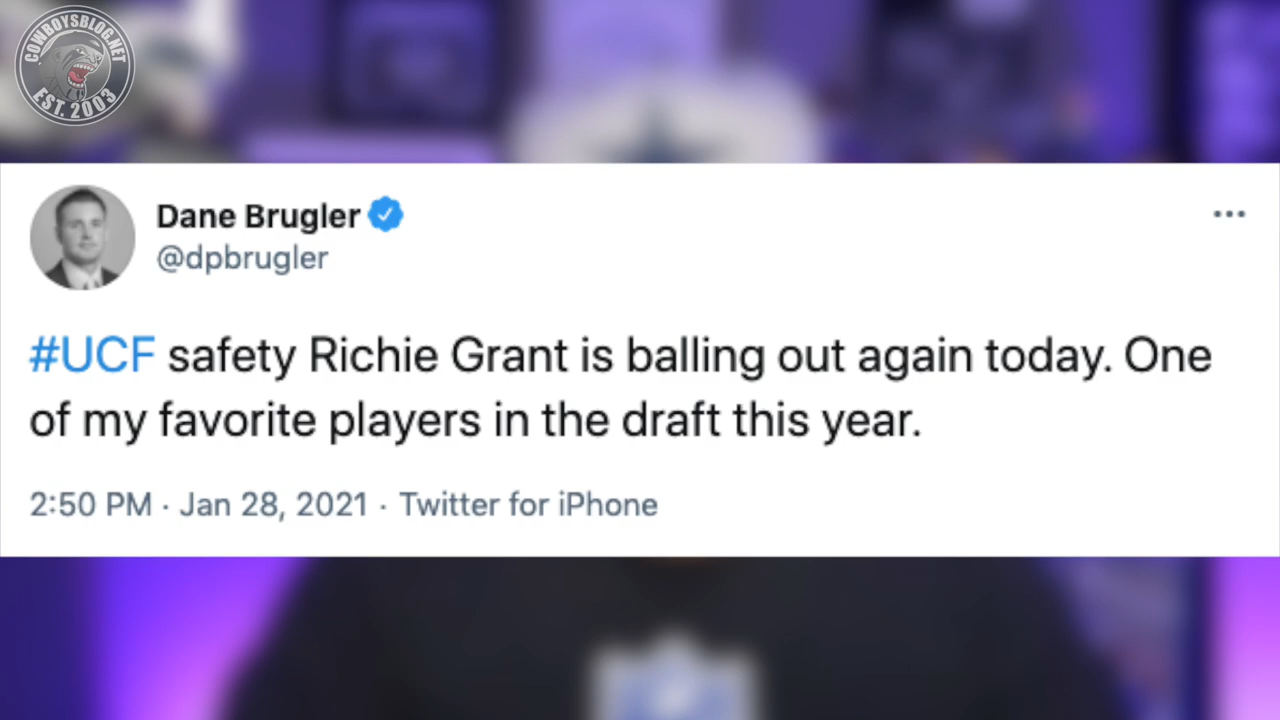 COWBOYSBLOG.NET
EST. 2003
Dane Brugler
@dpbrugler
#UCF safety Richie Grant is balling out again today. One
of my favorite players in the draft this year.
2:50 PM · Jan 28, 2021 · Twitter for iPhone